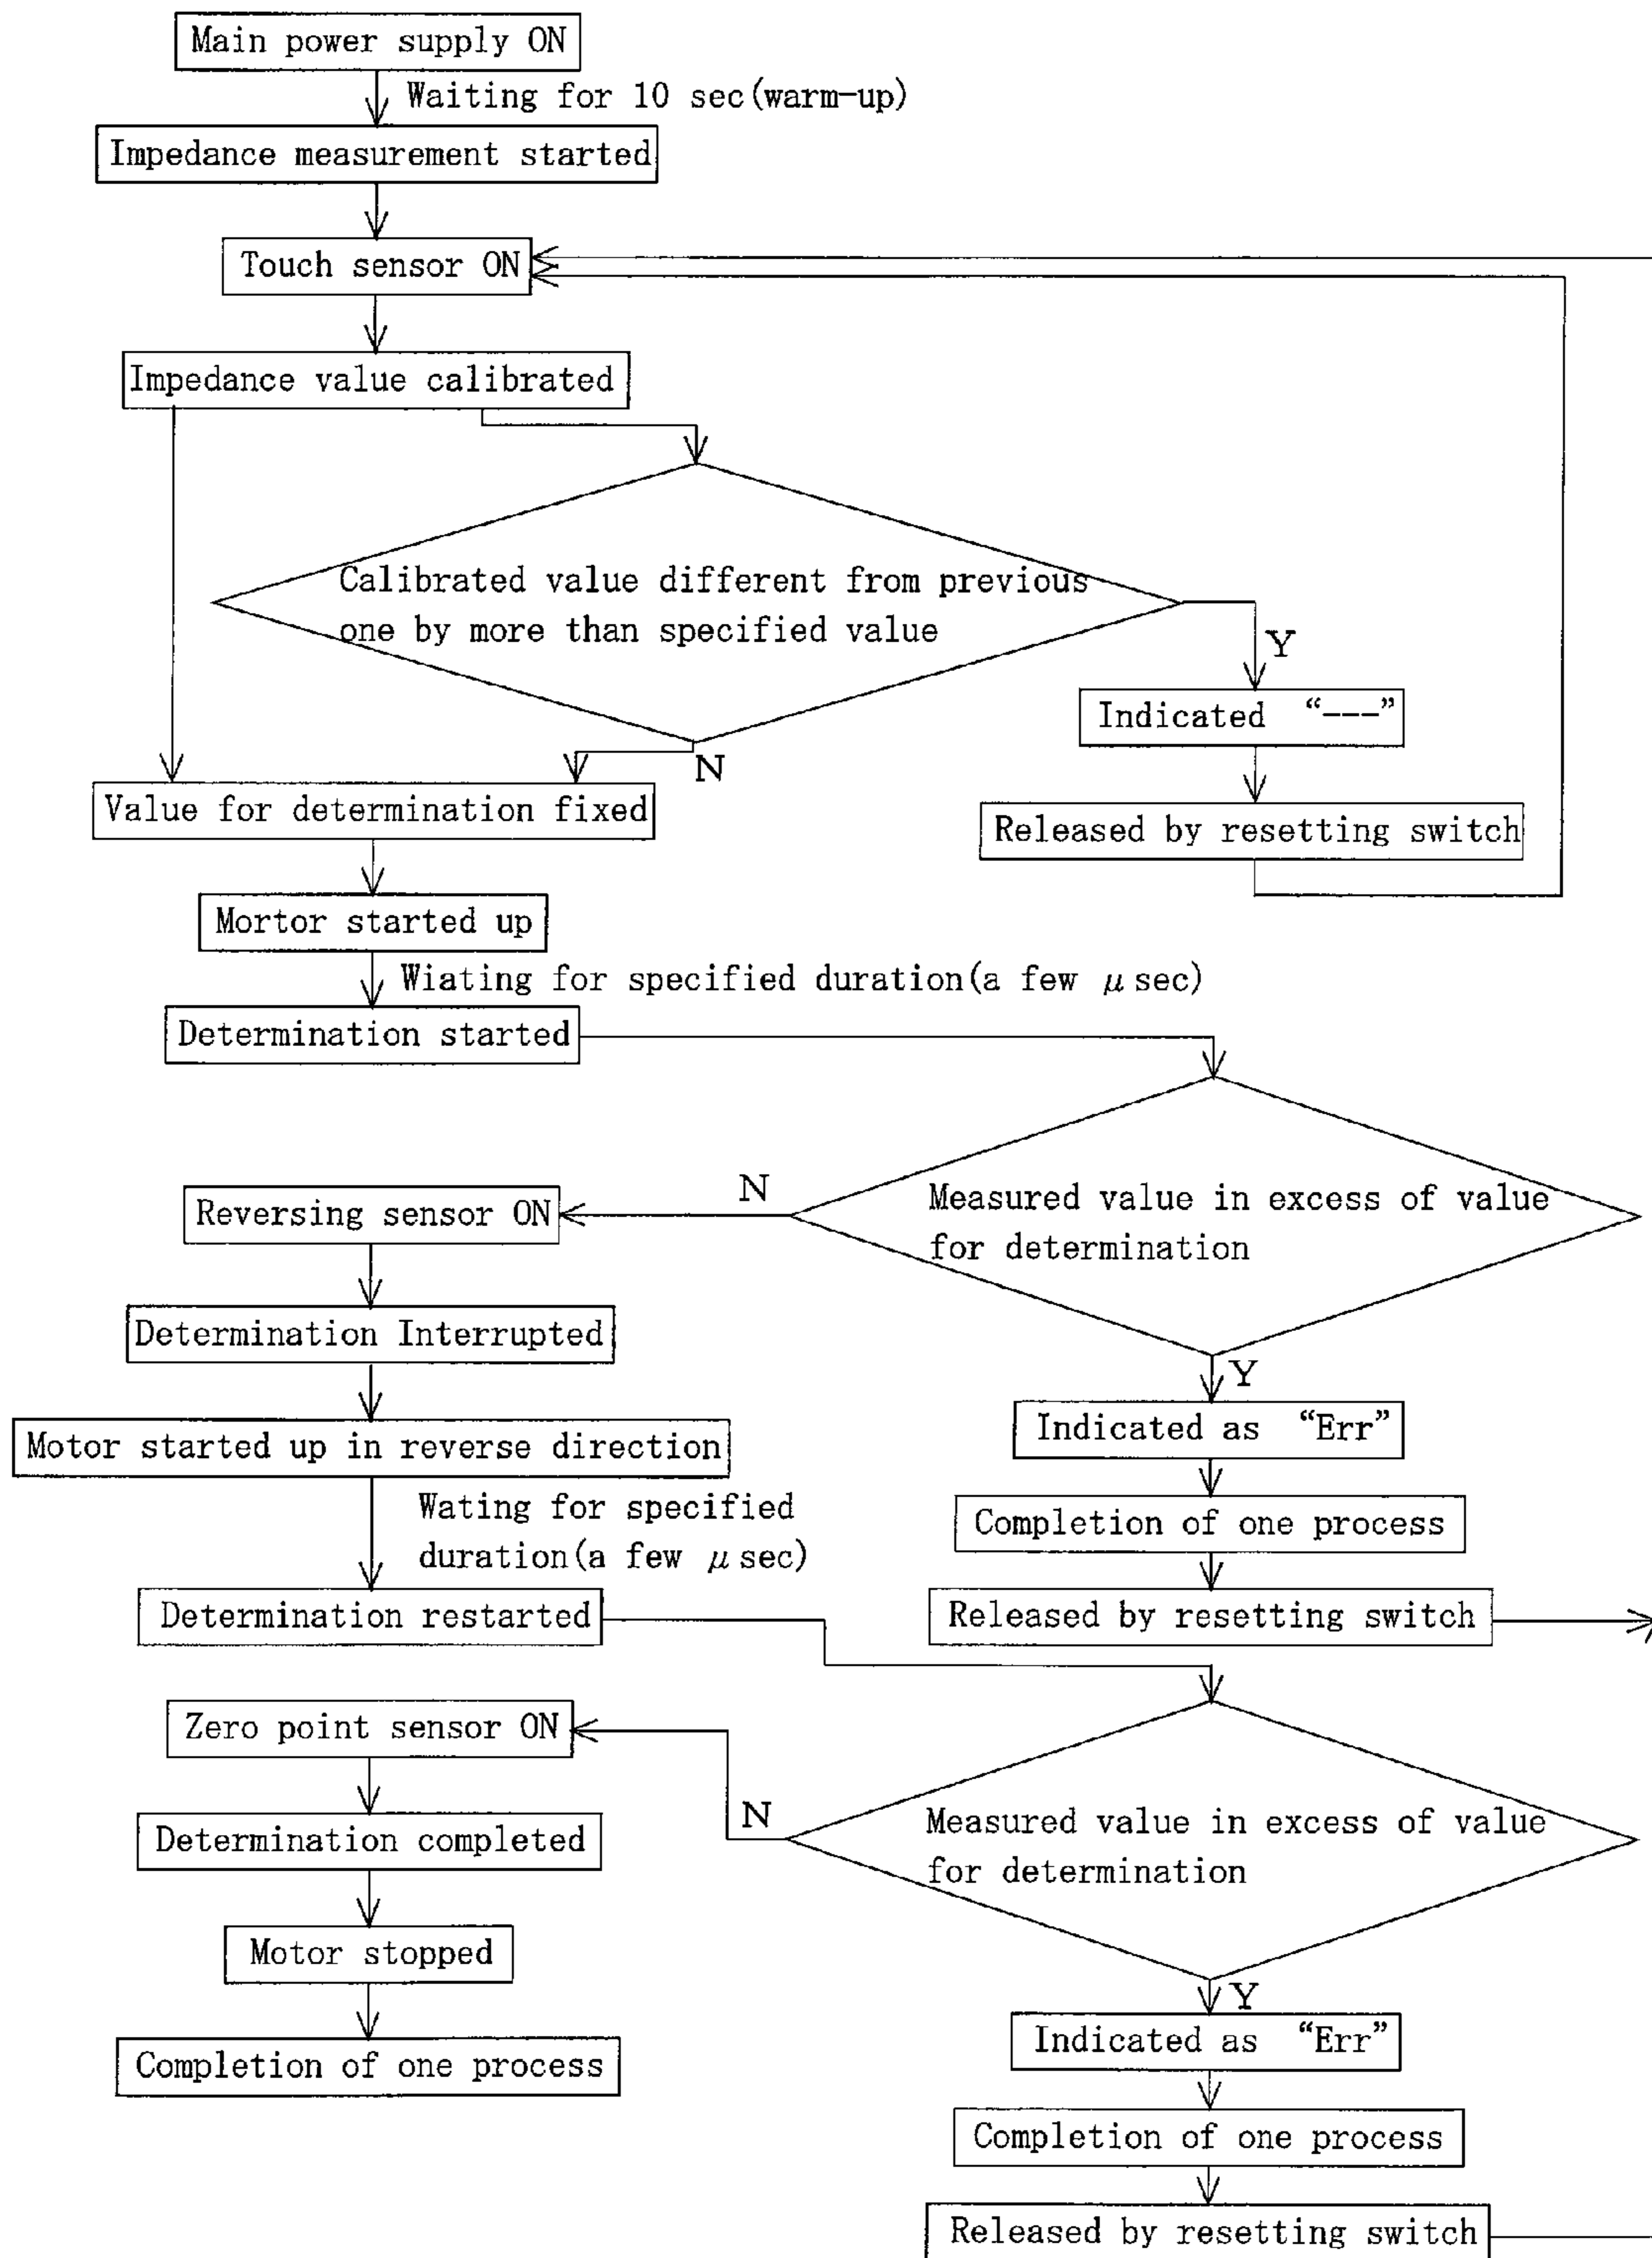 Main power supply ON
Waiting for 10 sec(warm-up)
Impedance measurement started
Touch sensor ON
Impedance value calibrated
Calibrated value different from previous
one by more than specified value
Y
Indicated “---”
Released by resetting switch
N
Value for determination fixed
Mortor started up
Wiating for specified duration(a few μsec)
Determination started
Measured value in excess of value
for determination
N
Reversing sensor ON
Determination Interrupted
Motor started up in reverse direction
Wating for specified
duration(a few μsec)
Determination restarted
Y
Indicated as “Err”
Completion of one process
Released by resetting switch
Measured value in excess of value
for determination
N
Zero point sensor ON
Determination completed
Motor stopped
Completion of one process
Y
Indicated as “Err”
Completion of one process
Released by resetting switch